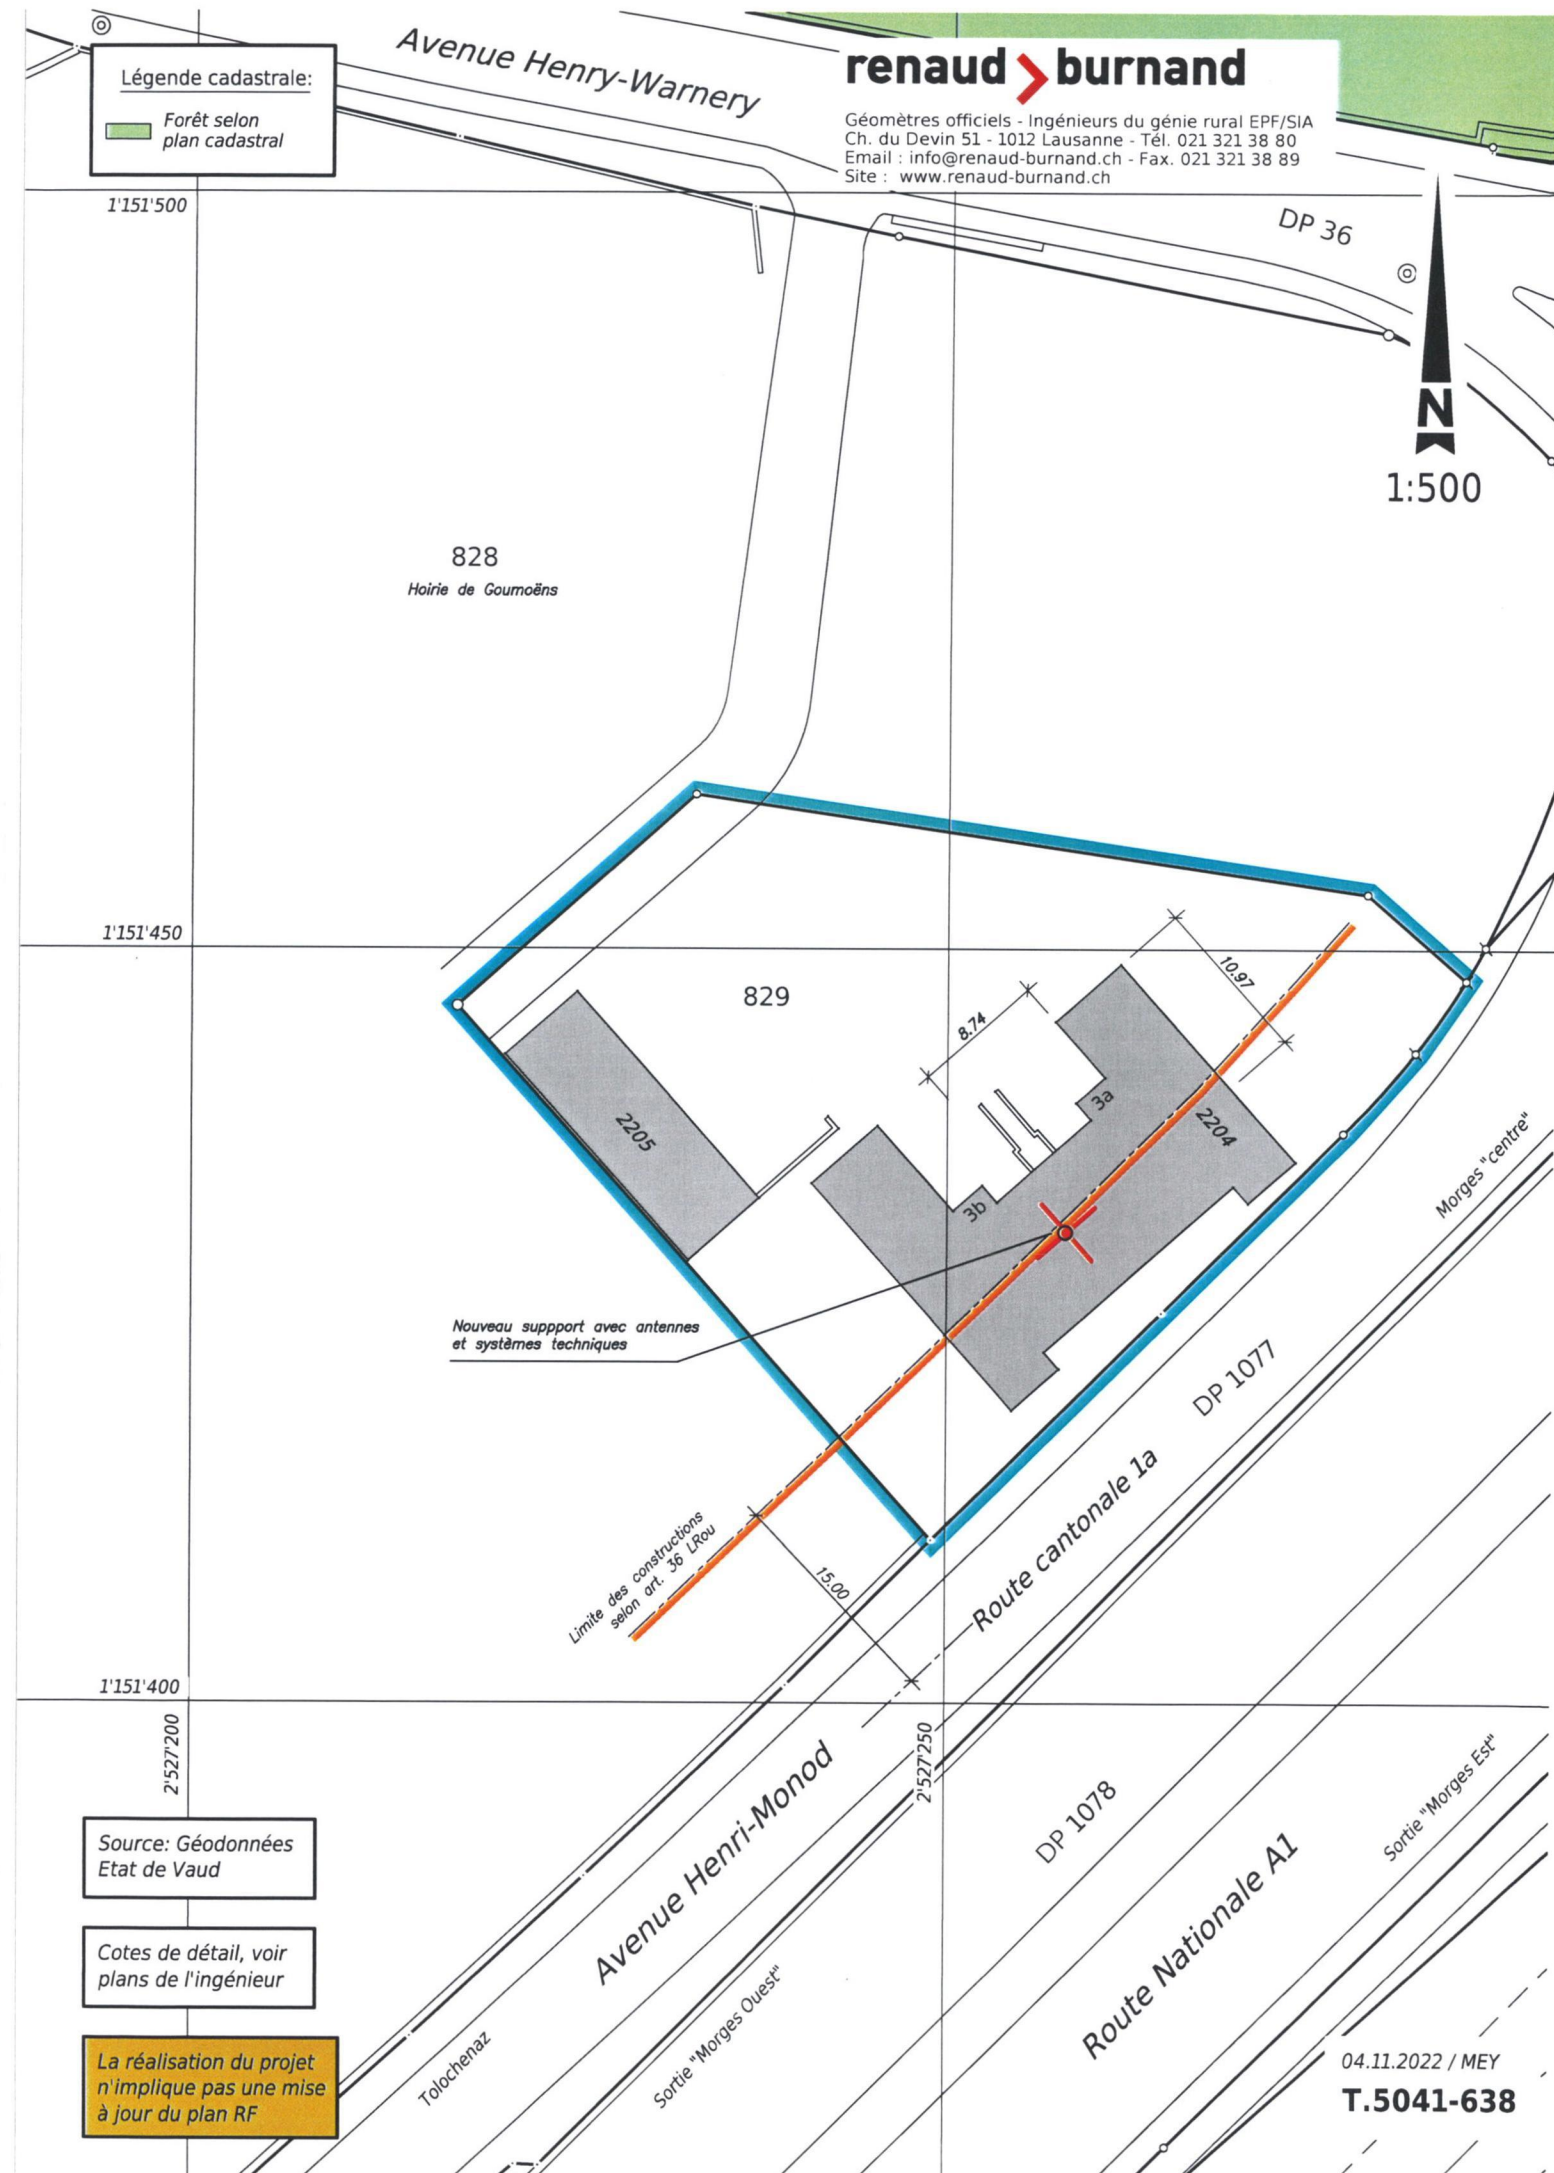 Légende cadastrale:
Forêt selon
plan cadastral
Avenue Henry-Warnery
renaud burnand
Géomètres officiels - Ingénieurs du génie rural EPF/SIA
Ch. du Devin 51 - 1012 Lausanne - Tél. 021 321 38 80
Email : info@renaud-burnand.ch - Fax. 021 321 38 89
Site : www.renaud-burnand.ch
1'151'500
DP 36
N
1:500
828
Hoirie de Goumoëns
1'151'450
829
10.97
8.74
3a
2204
2205
3b
Morges "centre"
Nouveau suppport avec antennes
et systèmes techniques
DP 1077
Route cantonale 1a
Limite des constructions
selon art. 36 LRou
15.00
1'151'400
2'527'200
2'527'250
Avenue Henri-Monod
DP 1078
Sortie "Morges Est"
Route Nationale A1
Source: Géodonnées
Etat de Vaud
Cotes de détail, voir
plans de l'ingénieur
La réalisation du projet
n'implique pas une mise
à jour du plan RF
Tolochenaz
Sortie "Morges Ouest"
04.11.2022 / MEY
T.5041-638